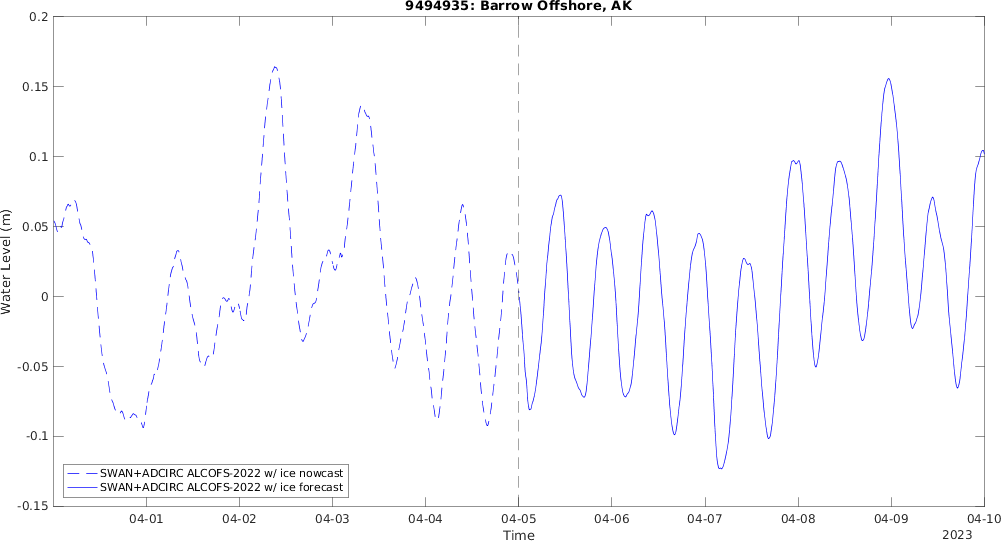 9494935: Barrow Offshore, AK
Water Level (m)
0.2
0.15
0.1
0.05
0
-0.05
-0.1
-0.15
SWAN+ADCIRC ALCOFS-2022 w/ ice nowcast
SWAN+ADCIRC ALCOFS-2022 w/ ice forecast
04-01 04-02 04-03 04-04 04-05 04-06 04-07 04-08 04-09 04-10
Time
2023